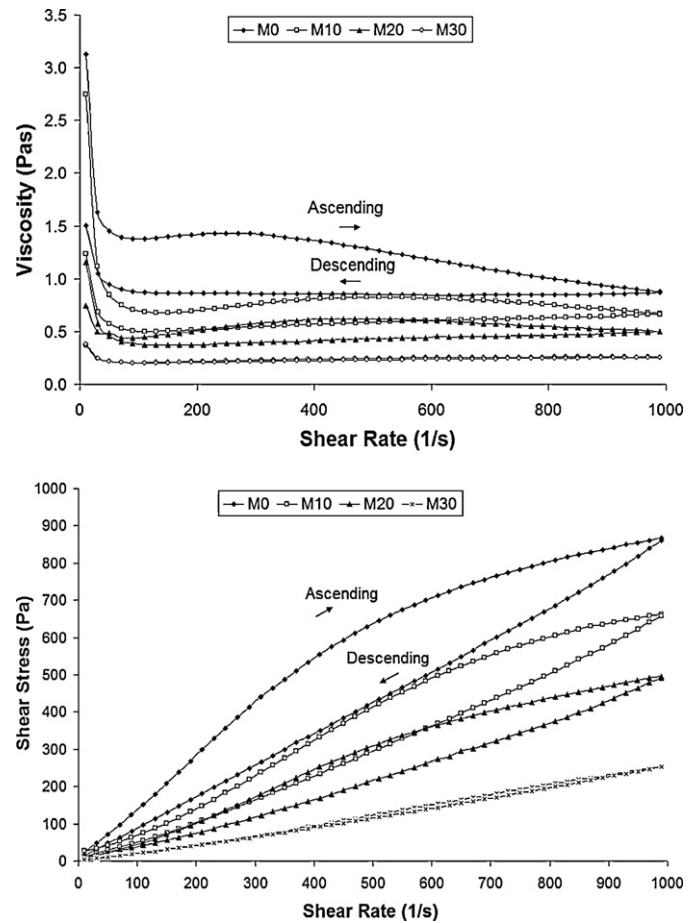 3.5
M0 M10 M20 M30
3.0
2.5
2.0
1.5
1.0
0.5
0.0
Viscosity (Pas)
Ascending
Descending
0 200 400 600 800 1000
Shear Rate (1/s)
1000
M0 M10 M20 M30
900
800
700
600
500
400
300
200
100
0
Shear Stress (Pa)
Ascending
Descending
0 100 200 300 400 500 600 700 800 900 1000
Shear Rate (1/s)